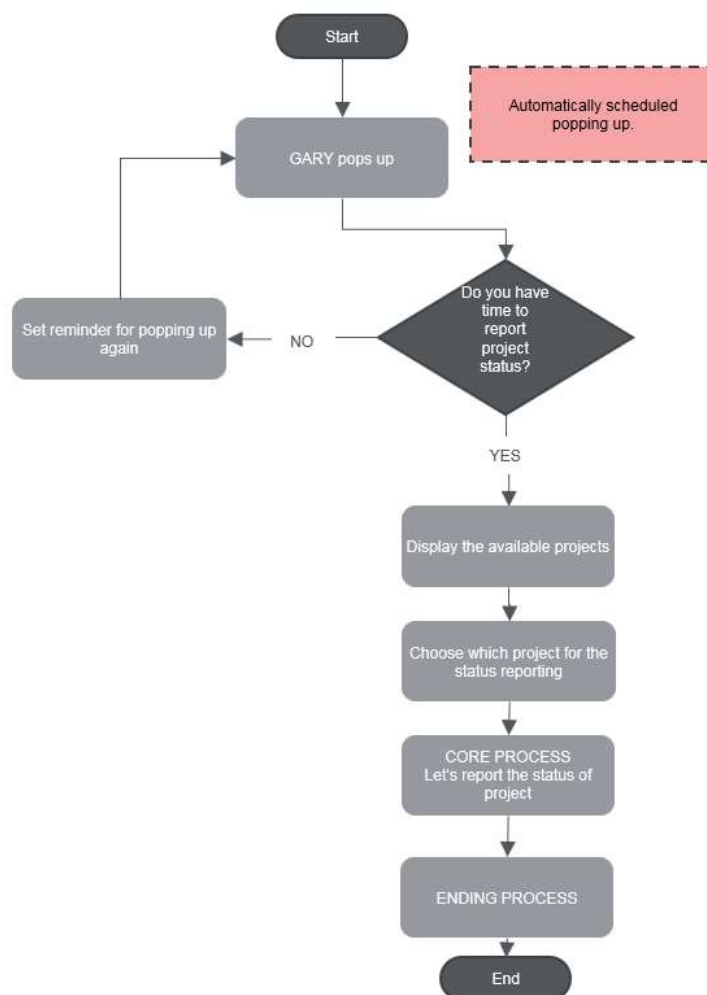 Start
Automatically scheduled
popping up.
GARY pops up
Do you have
time to
report
project
status?
Set reminder for popping up
again
NO
YES
Display the available projects
Choose which project for the
status reporting
CORE PROCESS
Let's report the status of
project
ENDING PROCESS
End